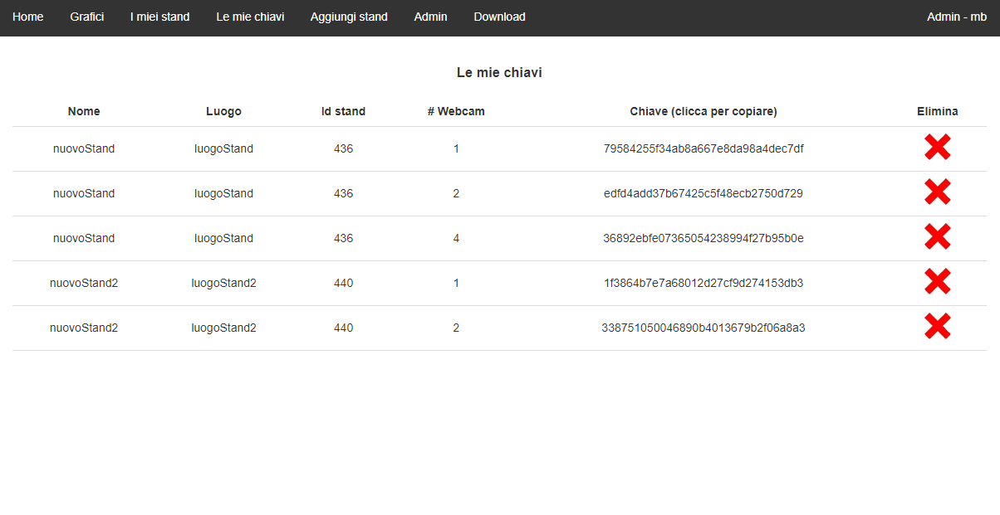 Home Grafici I miei stand Le mie chiavi Aggiungi stand Admin Download Admin - mb
Le mie chiavi
Nome Luogo Id stand # Webcam Chiave (clicca per copiare) Elimina
nuovoStand luogoStand 436 1 79584255f34ab8a667e8da98a4dec7df
nuovoStand luogoStand 436 2 edfd4add37b67425c5f48ecb2750d729
nuovoStand luogoStand 436 4 36892ebfe07365054238994f27b95b0e
nuovoStand2 luogoStand2 440 1 1f3864b7e7a68012d27cf9d274153db3
nuovoStand2 luogoStand2 440 2 338751050046890b4013679b2f06a8a3